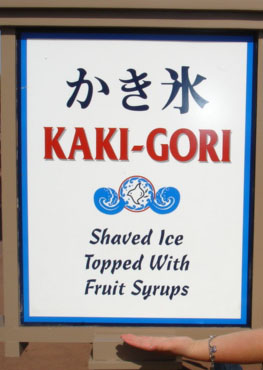 かき氷
KAKI-GORI
Shaved Ice
Topped With
Fruit Syrups